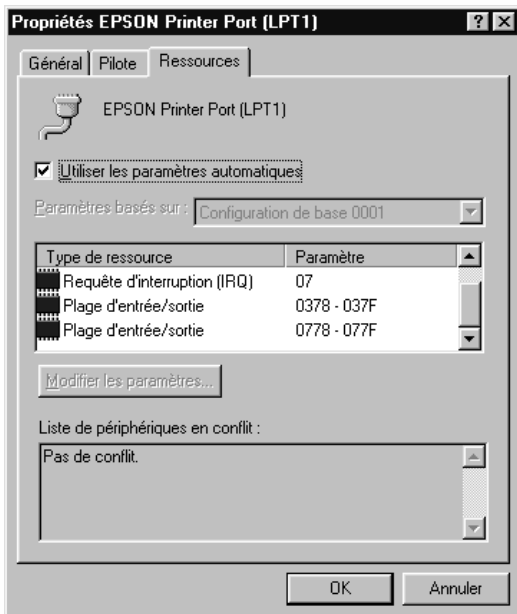 Propriétés EPSON Printer Port (LPT1)
Général Pilote Ressources
EPSON Printer Port (LPT1)
Utiliser les paramètres automatiques
Paramètres basés sur : Configuration de base 0001
Type de ressource Paramètre
Requête d'interruption (IRQ) 07
Plage d'entrée/sortie 0378 - 037F
Plage d'entrée/sortie 0778 - 077F
Modifier les paramètres...
Liste de périphériques en conflit :
Pas de conflit.
OK Annuler